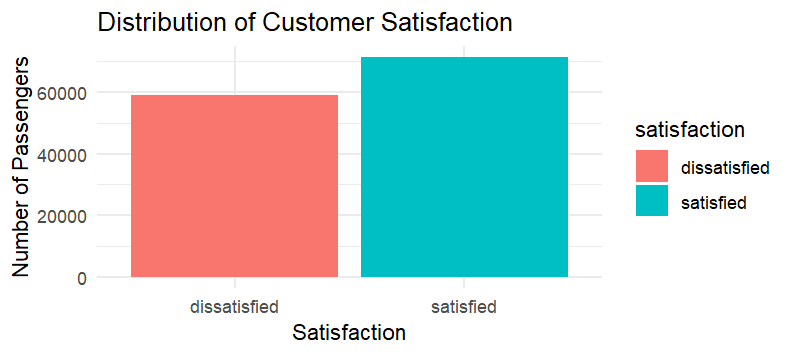 Distribution of Customer Satisfaction
Number of Passengers
60000
40000
20000
0
dissatisfied
satisfied
Satisfaction
satisfaction
dissatisfied
satisfied